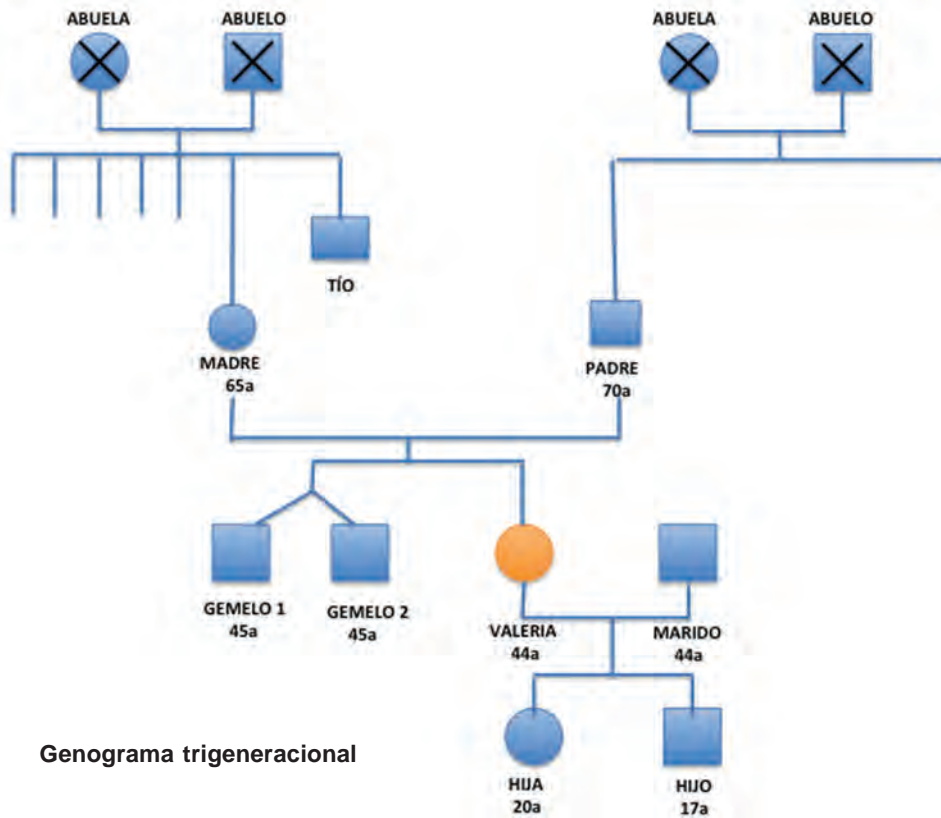 ABUELA
ABUELO
ABUELA
ABUELO
TÍO
MADRE
65a
PADRE
70a
GEMELO 1
45a
GEMELO 2
45a
VALERIA
44a
MARIDO
44a
Genograma trigeneracional
HIJA
20a
HIJO
17a